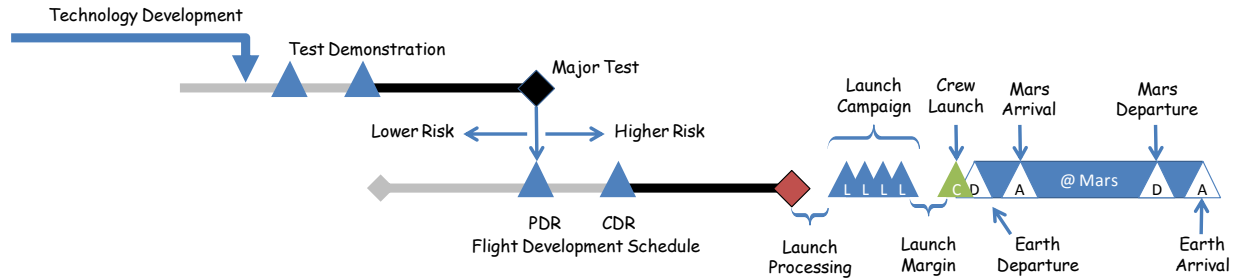 Technology Development
Test Demonstration
Major Test
Lower Risk
Higher Risk
Launch
Campaign
Crew
Launch
Mars
Arrival
Mars
Departure
L L L L
C D A @ Mars D A
PDR CDR
Flight Development Schedule
Launch
Processing
Launch
Margin
Earth
Departure
Earth
Arrival